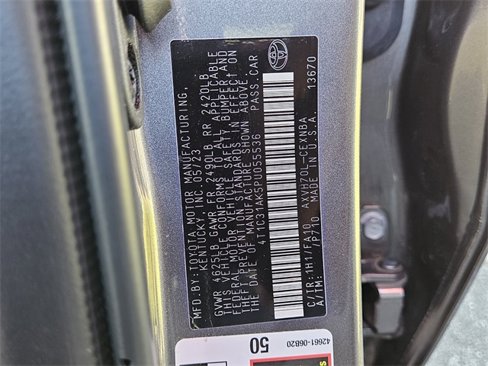 MFD. BY: TOYOTA MOTOR MANUFACTURING,
KENTUCKY, INC. 05/23
GVWR 4625LB GAWR FR 2490LB RR 2420LB
THIS VEHICLE CONFORMS TO ALL APPLICABLE
FEDERAL MOTOR VEHICLE SAFETY, BUMPER AND
THEFT PREVENTION STANDARDS IN EFFECT ON
THE DATE OF MANUFACTURE SHOWN ABOVE.
4T1C31AK5PU055536 PASS. CAR
C/TR: 1H1/FA10 AXVH70L-CEXNBA
/P710 MADE IN U.S.A. 13670
42661-06B20
50